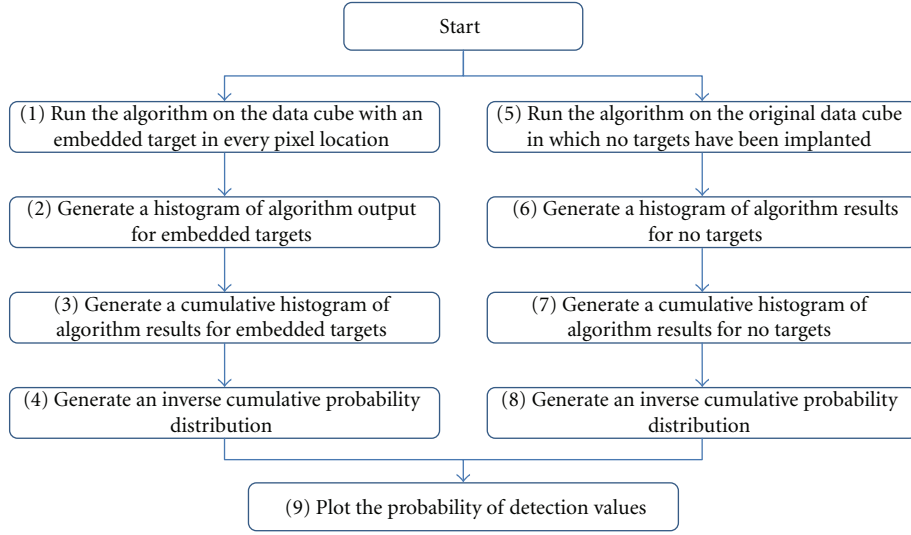 Start
(1) Run the algorithm on the data cube with an
embedded target in every pixel location
(5) Run the algorithm on the original data cube
in which no targets have been implanted
(2) Generate a histogram of algorithm output
for embedded targets
(6) Generate a histogram of algorithm results
for no targets
(3) Generate a cumulative histogram of
algorithm results for embedded targets
(7) Generate a cumulative histogram of
algorithm results for no targets
(4) Generate an inverse cumulative probability
distribution
(8) Generate an inverse cumulative probability
distribution
(9) Plot the probability of detection values